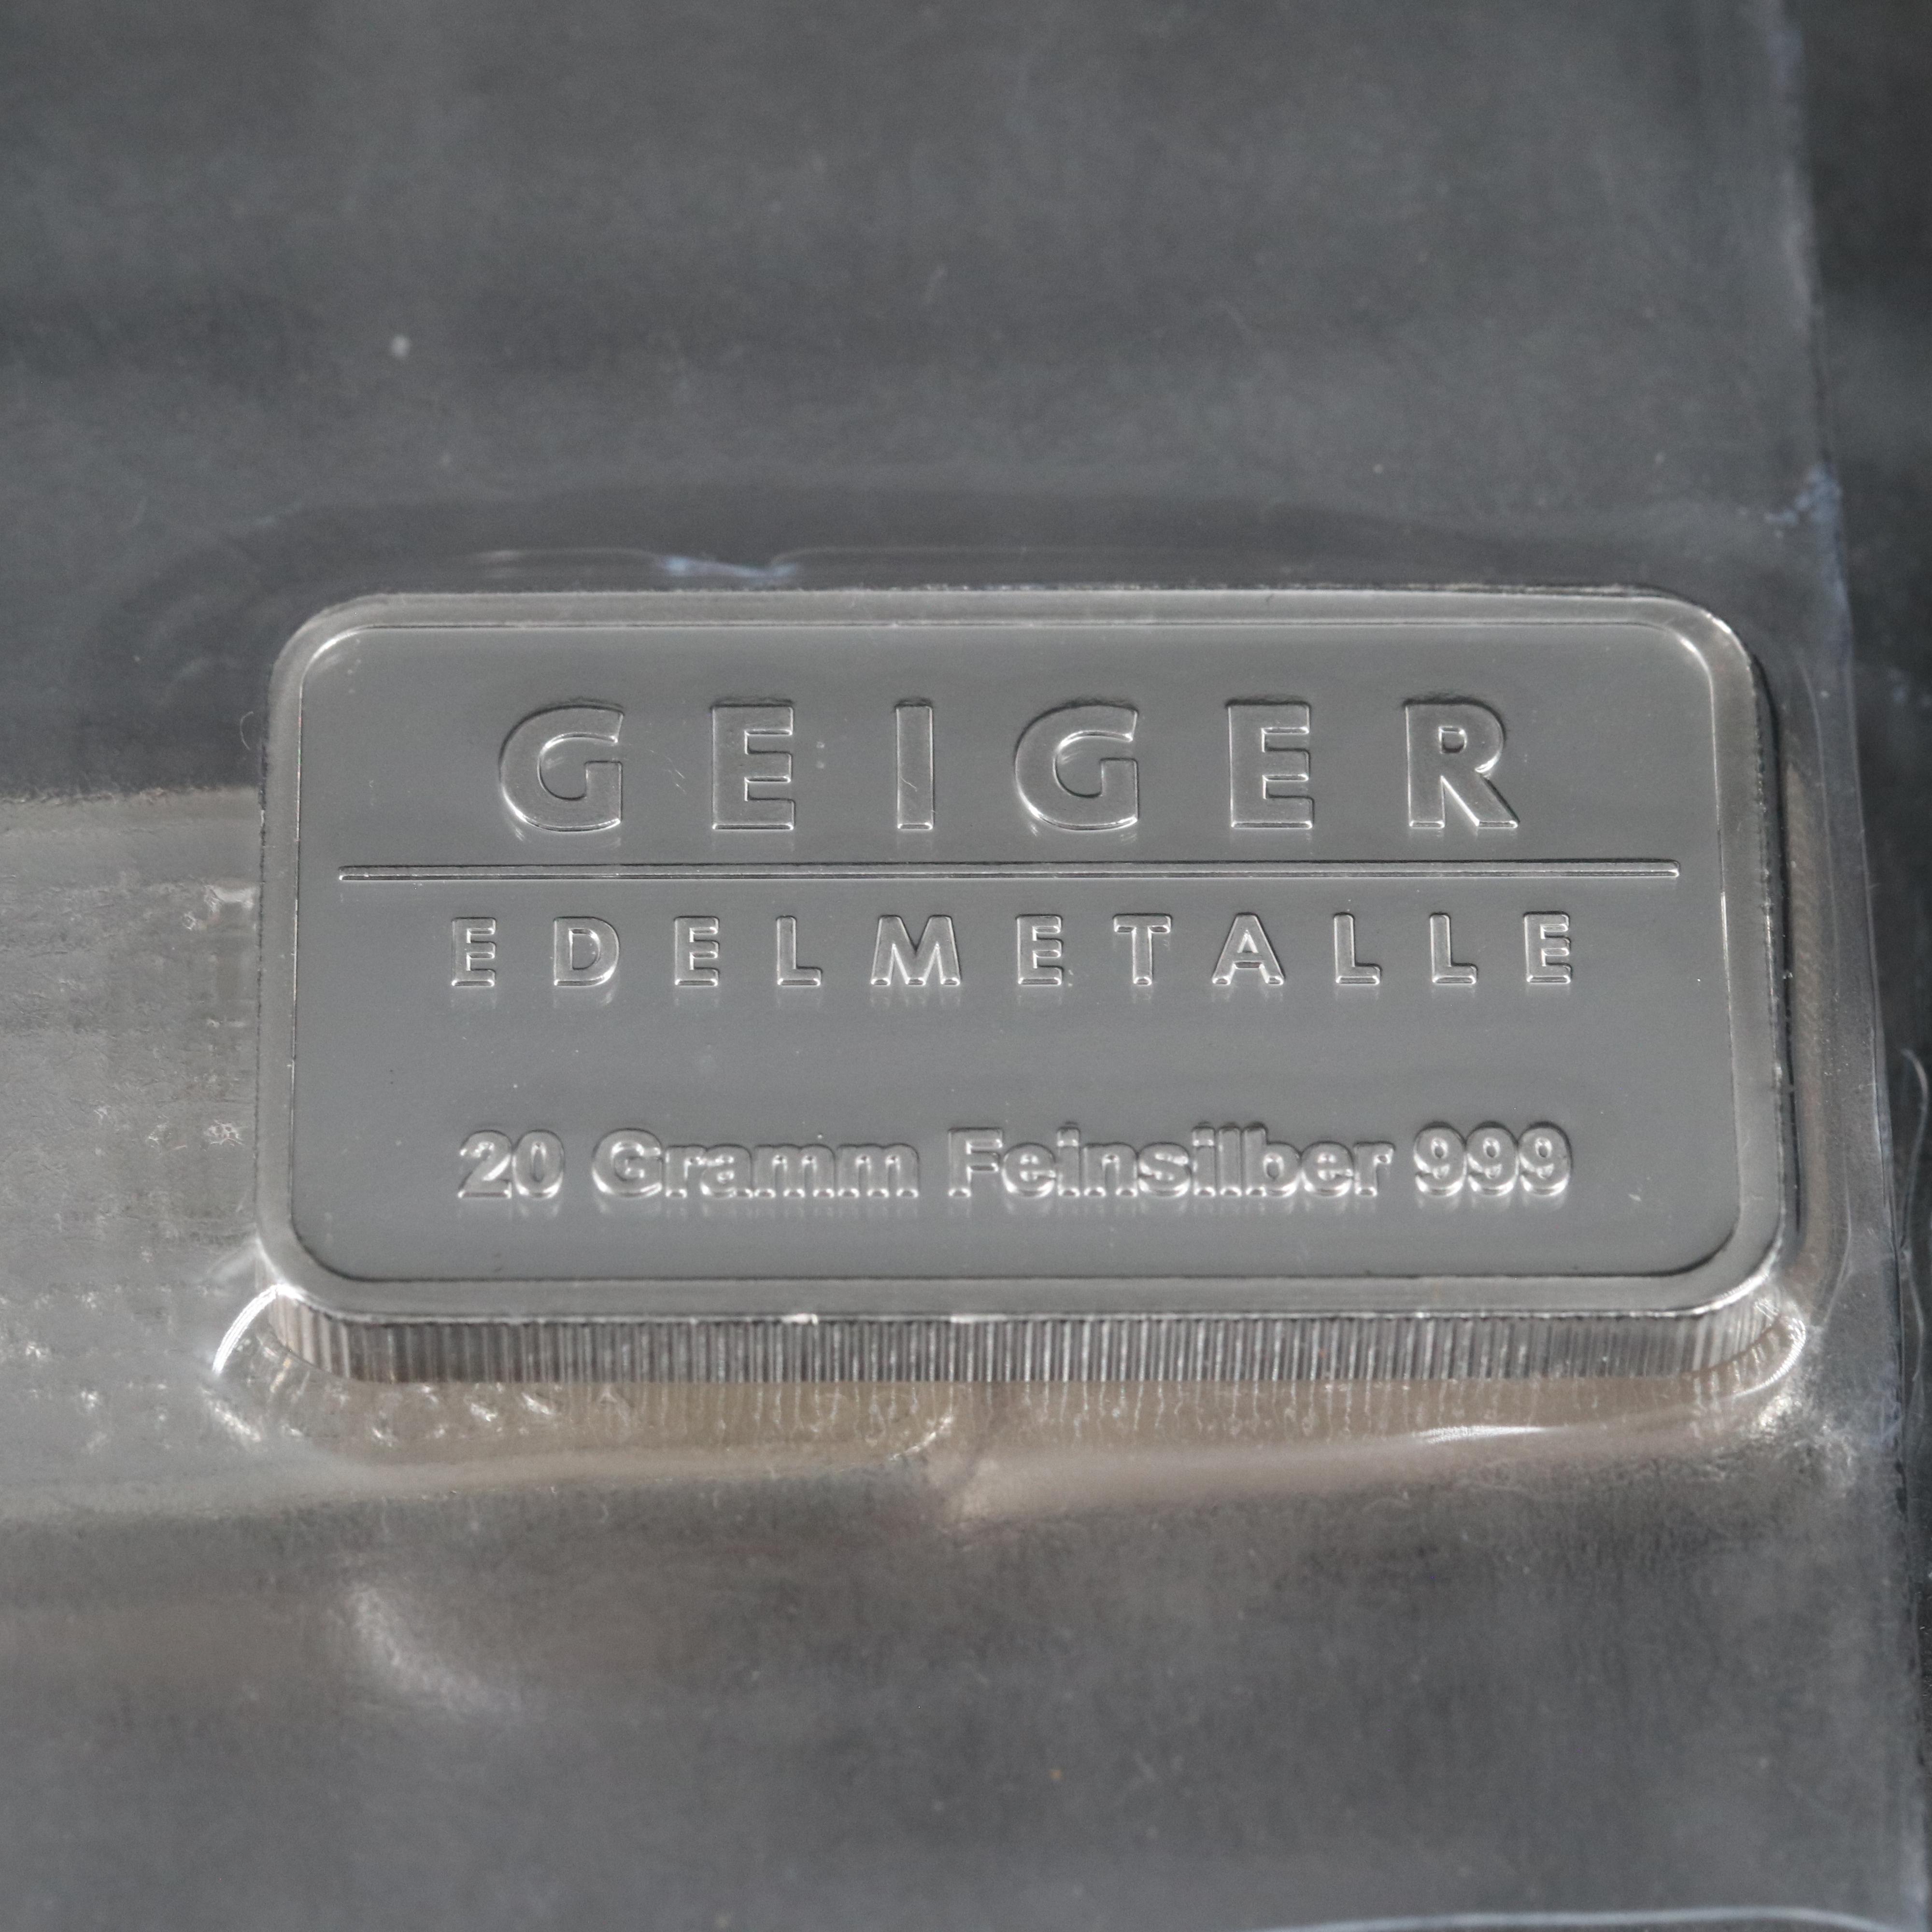 GEIGER
EDELMETALLE
20 Gramm Feinsilber 999